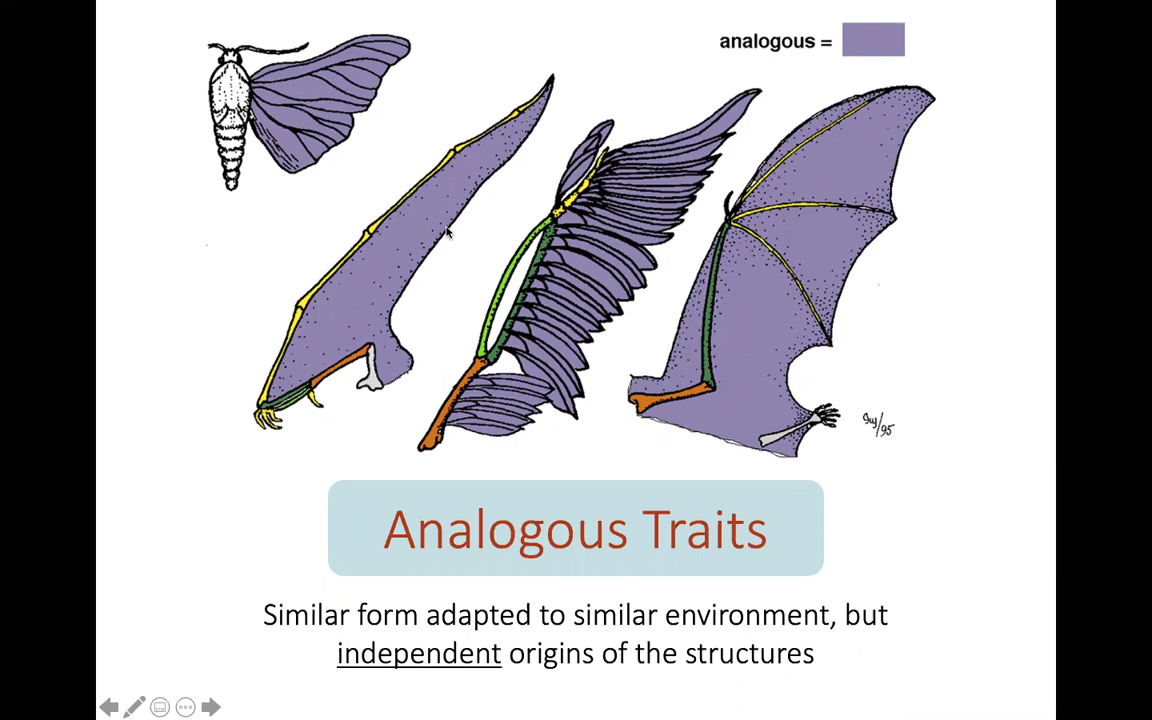 analogous =
Analogous Traits
Similar form adapted to similar environment, but
independent origins of the structures